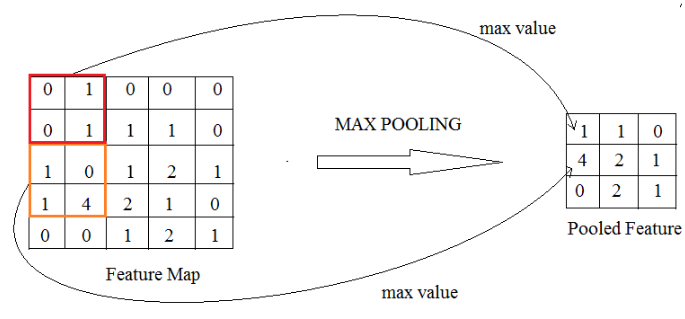 max value
0 1 0 0 0
0 1 1 1 0
1 0 1 2 1
1 4 2 1 0
0 0 1 2 1
Feature Map
MAX POOLING
1 1 0
4 2 1
0 2 1
Pooled Feature
max value